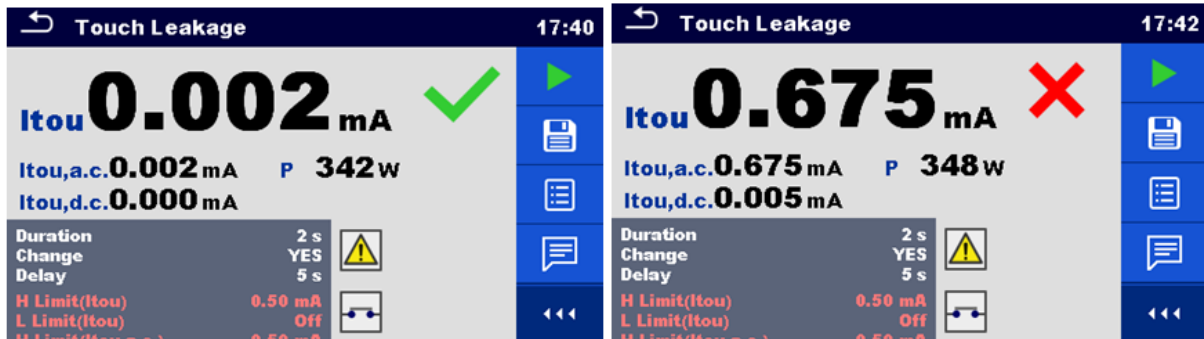 Touch Leakage 17:40
Itou 0.002 mA
Itou,a.c. 0.002 mA P 342 W
Itou,d.c. 0.000 mA
Duration 2 s
Change YES
Delay 5 s
H Limit(Itou) 0.50 mA
L Limit(Itou) Off
Touch Leakage 17:42
Itou 0.675 mA
Itou,a.c. 0.675 mA P 348 W
Itou,d.c. 0.005 mA
Duration 2 s
Change YES
Delay 5 s
H Limit(Itou) 0.50 mA
L Limit(Itou) Off